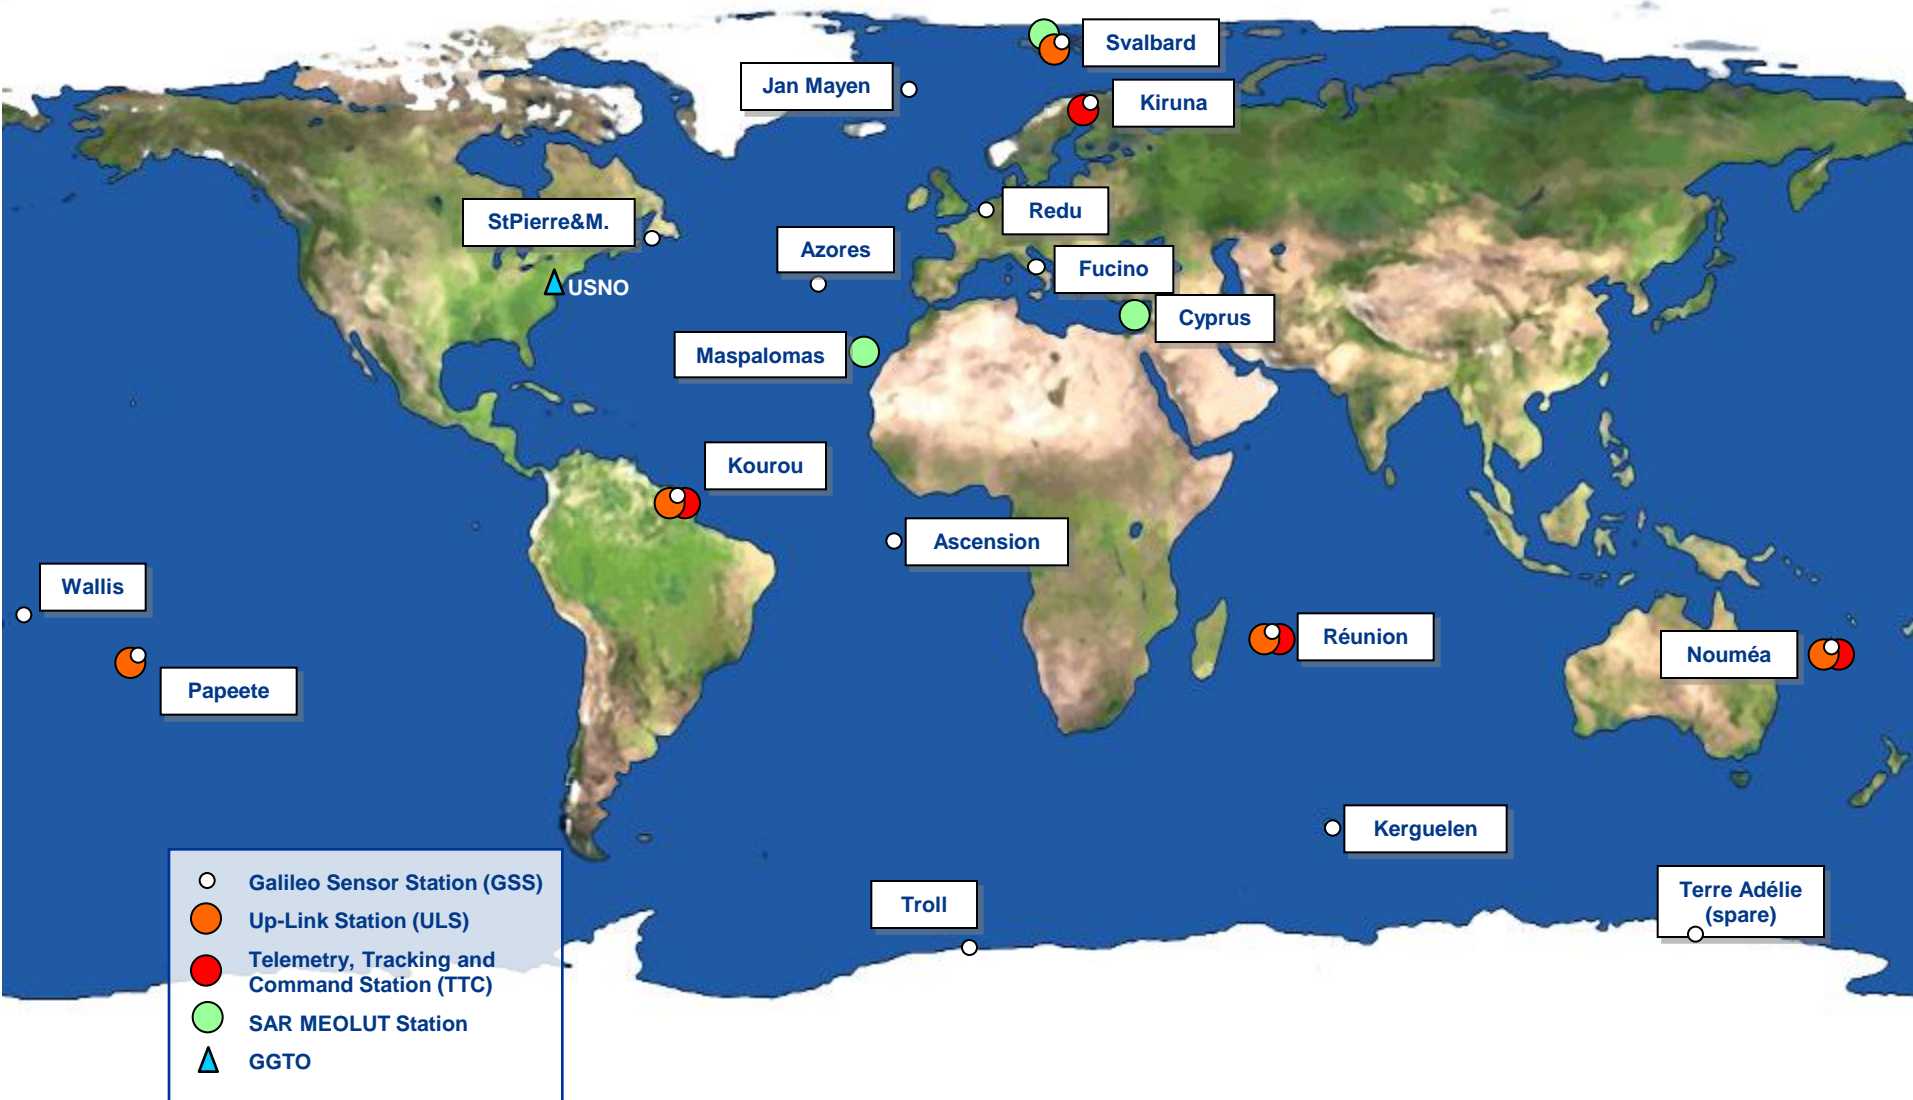 Svalbard
Jan Mayen
Kiruna
Redu
StPierre&M.
Azores
Fucino
USNO
Cyprus
Maspalomas
Kourou
Ascension
Wallis
Réunion
Nouméa
Papeete
Kerguelen
Troll
Terre Adélie
(spare)
Galileo Sensor Station (GSS)
Up-Link Station (ULS)
Telemetry, Tracking and
Command Station (TTC)
SAR MEOLUT Station
GGTO